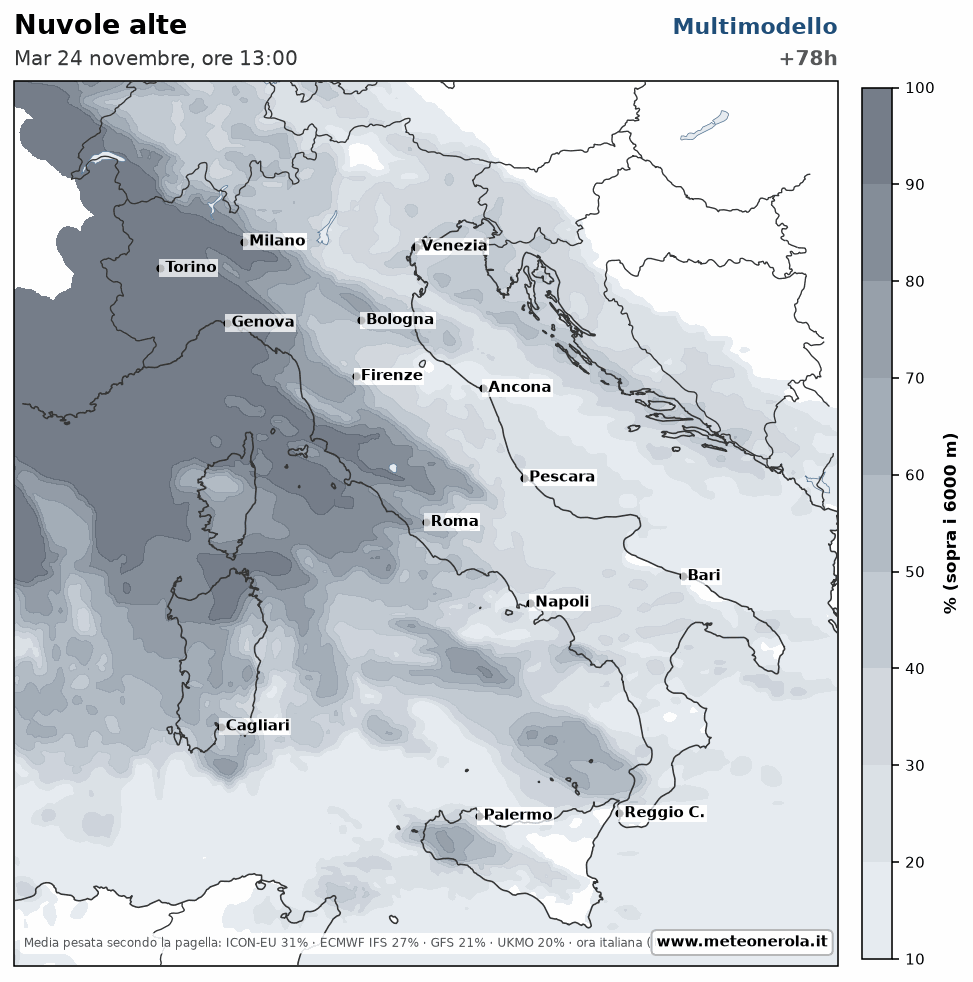 Nuvole alte
Multimodello
Mar 24 novembre, ore 13:00
+78h
100
90
80
70
60
50
40
30
20
10
% (sopra i 6000 m)
Milano
Venezia
Torino
Genova
Bologna
Firenze
Ancona
Pescara
Roma
Bari
Napoli
Cagliari
Palermo
Reggio C.
Media pesata secondo la pagella: ICON-EU 31% · ECMWF IFS 27% · GFS 21% · UKMO 20% · ora italiana (
www.meteonerola.it